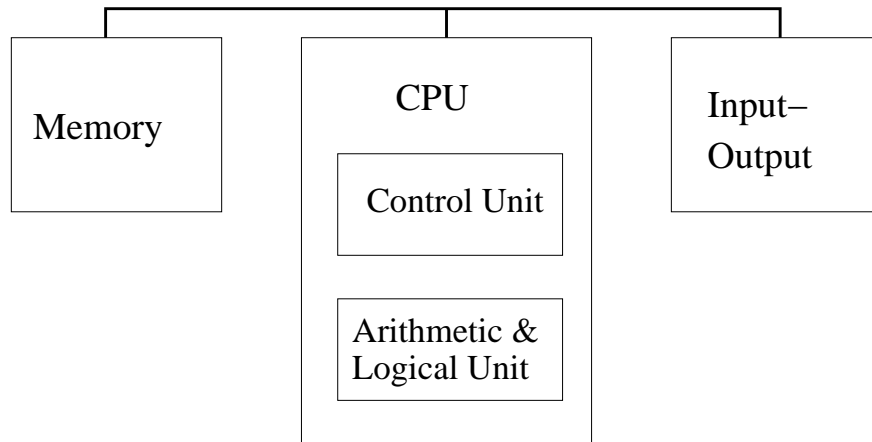 Memory
CPU
Control Unit
Arithmetic &
Logical Unit
Input–
Output